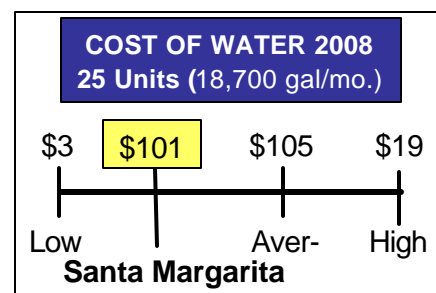 COST OF WATER 2008
25 Units (18,700 gal/mo.)
$3 $101 $105 $19
Low Aver- High
Santa Margarita